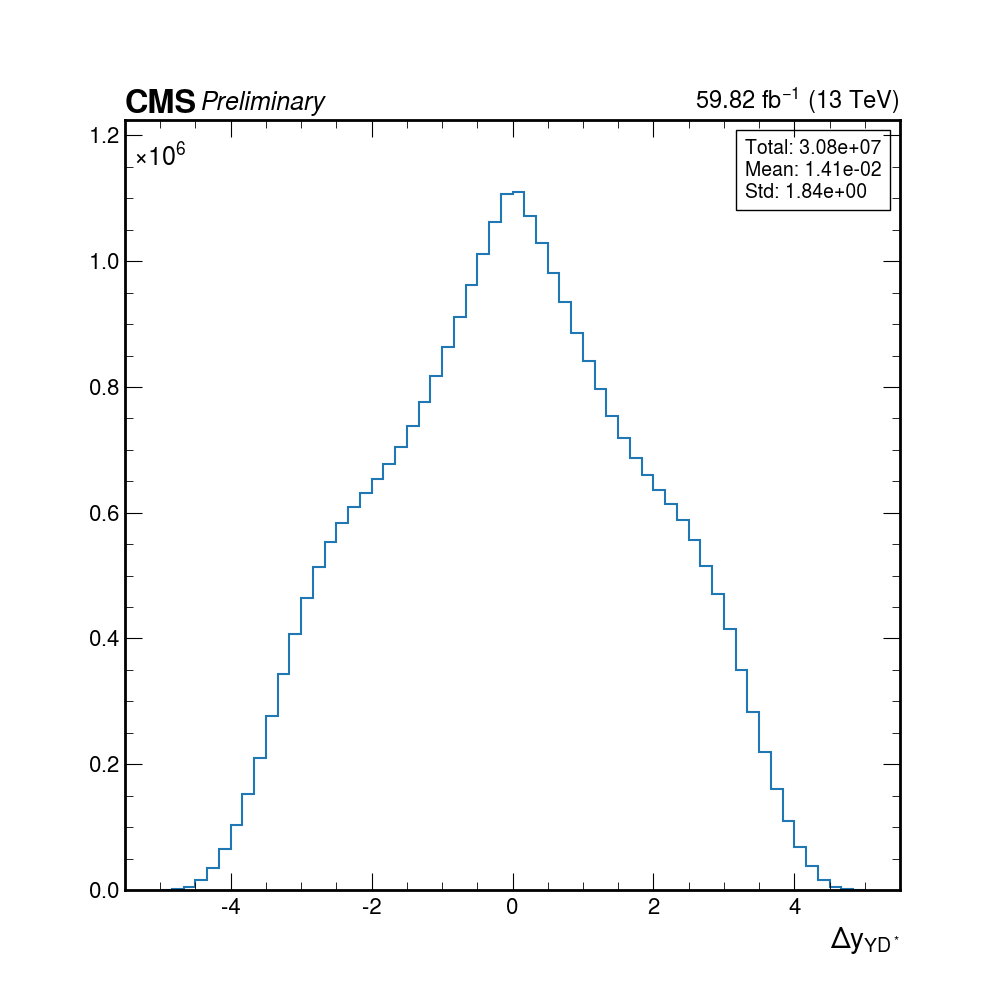 CMS Preliminary
59.82 fb⁻¹ (13 TeV)
1.2
×10⁶
Total: 3.08e+07
Mean: 1.41e-02
Std: 1.84e+00
1.0
0.8
0.6
0.4
0.2
0.0
-4 -2 0 2 4
Δy_YD*